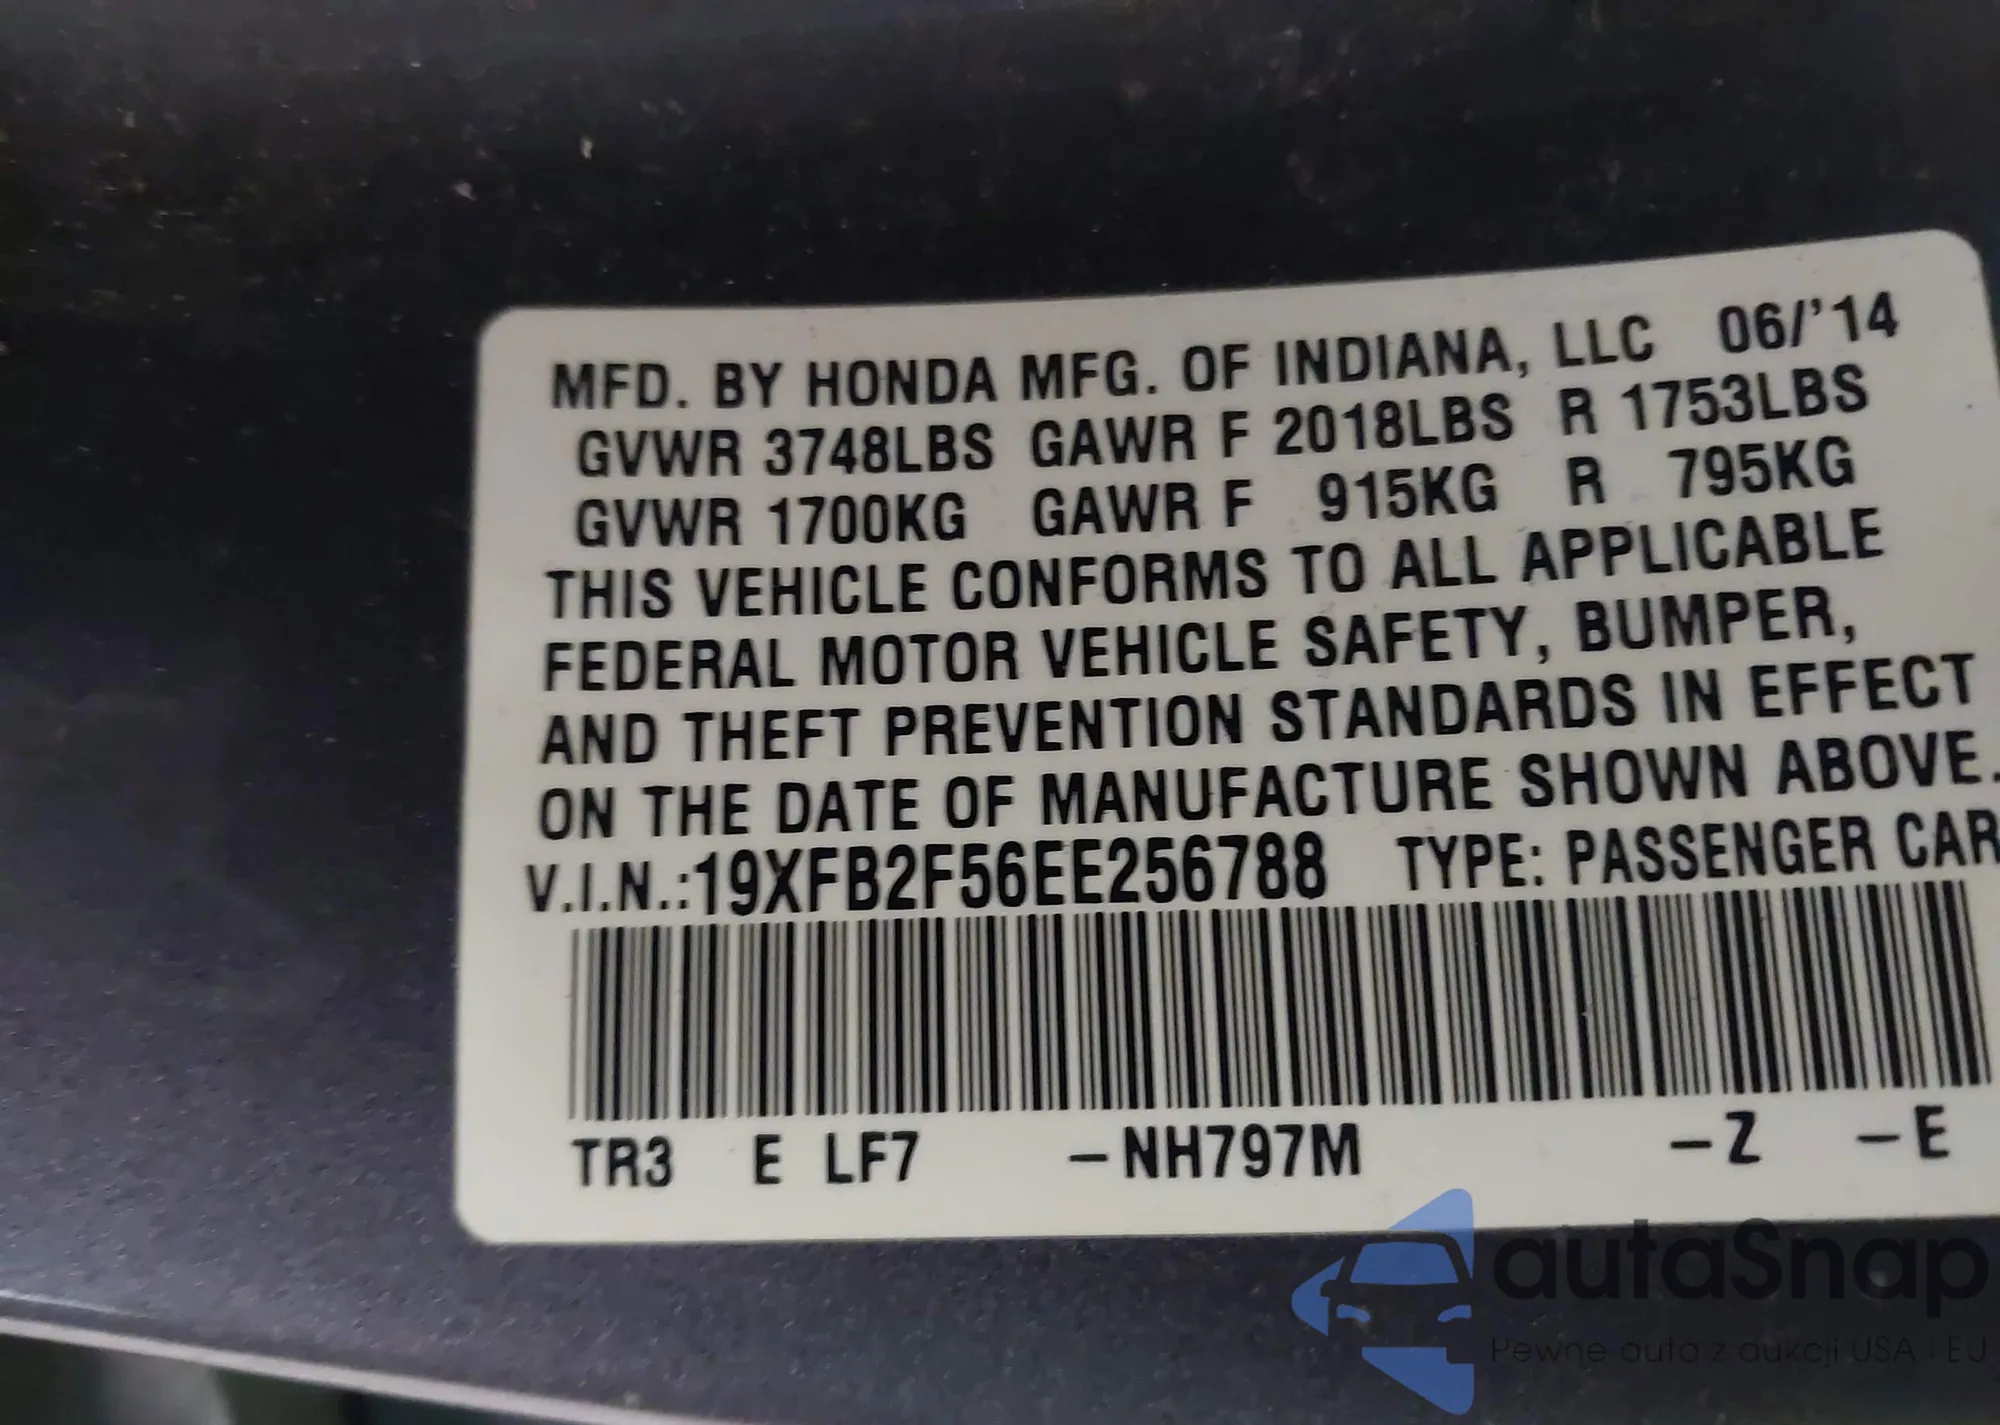 MFD. BY HONDA MFG. OF INDIANA, LLC 06/'14
GVWR 3748LBS GAWR F 2018LBS R 1753LBS
GVWR 1700KG GAWR F 915KG R 795KG
THIS VEHICLE CONFORMS TO ALL APPLICABLE
FEDERAL MOTOR VEHICLE SAFETY, BUMPER,
AND THEFT PREVENTION STANDARDS IN EFFECT
ON THE DATE OF MANUFACTURE SHOWN ABOVE.
V.I.N.:19XFB2F56EE256788 TYPE: PASSENGER CAR
TR3 E LF7 -NH797M -Z -E
autaSnap
Pewne auta z aukcji USA i EU